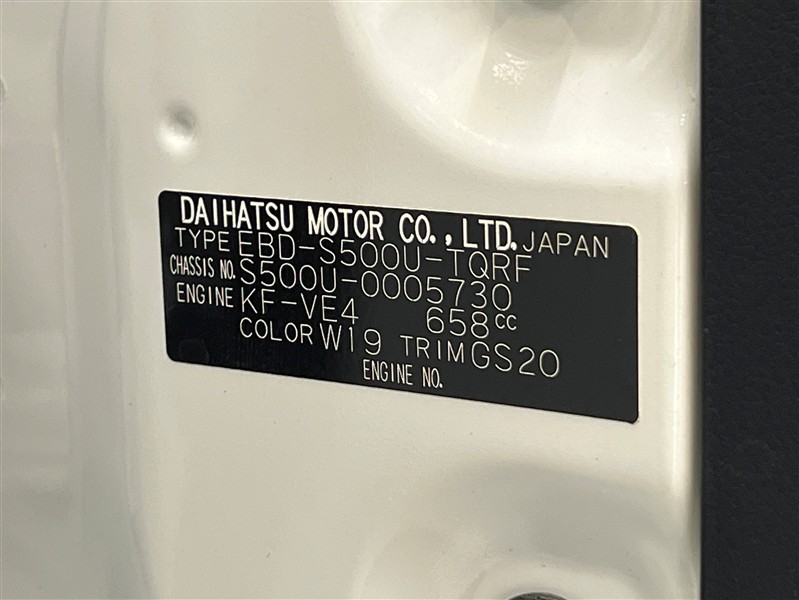 DAIHATSU MOTOR CO.,LTD. JAPAN
TYPE EBD-S500U-TQRF
CHASSIS NO. S500U-0005730
ENGINE KF-VE4 658cc
COLOR W19 TRIM GS20
ENGINE NO.